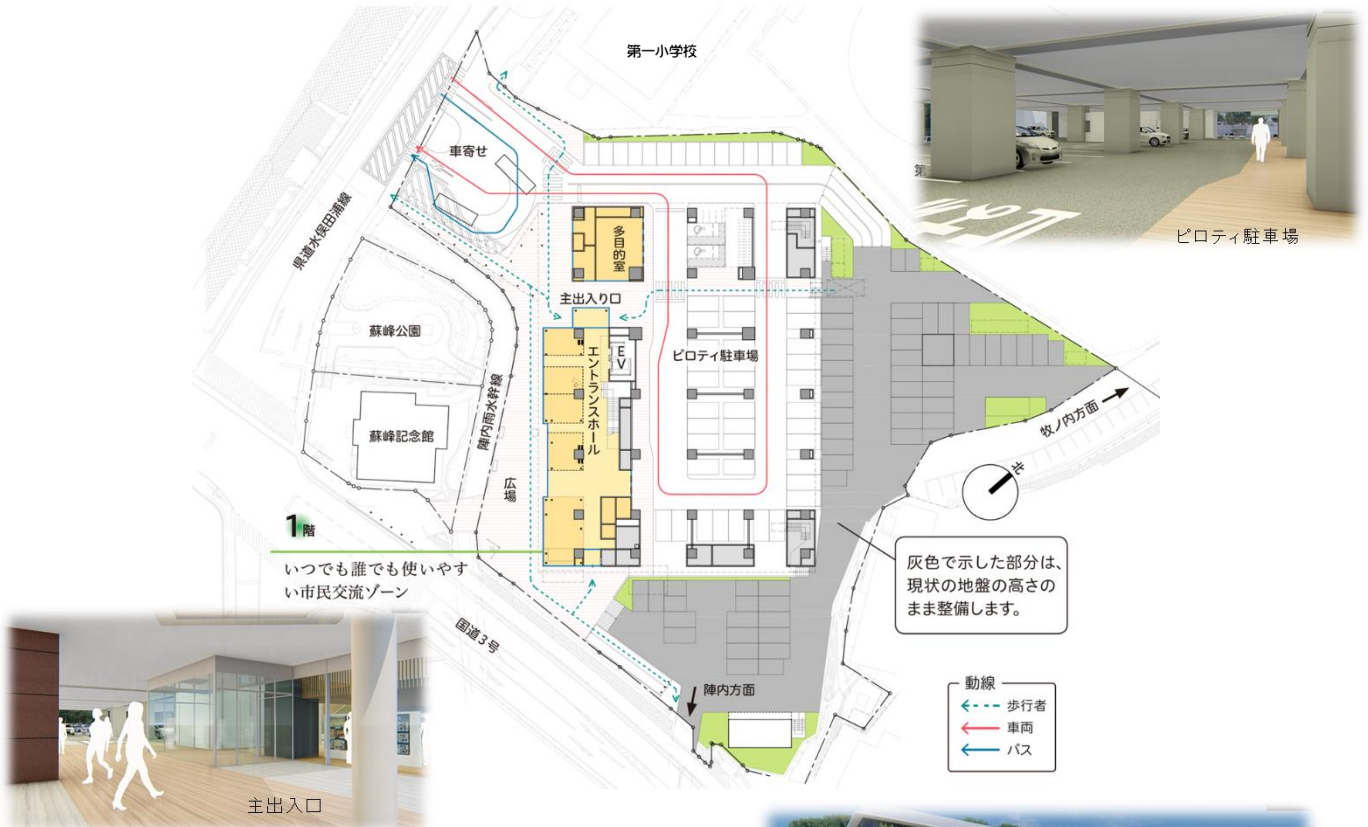 第一小学校
第
止まれ
ピロティ駐車場
車寄せ
県道水俣田浦線
多目的室
主出入り口
蘇峰公園
EV
エントランスホール
ピロティ駐車場
蘇峰記念館
陣内雨水幹線
広場
牧ノ内方面
北
1階
いつでも誰でも使いやす
い市民交流ゾーン
灰色で示した部分は、
現状の地盤の高さの
まま整備します。
国道3号
陣内方面
動線
歩行者
車両
バス
主出入口